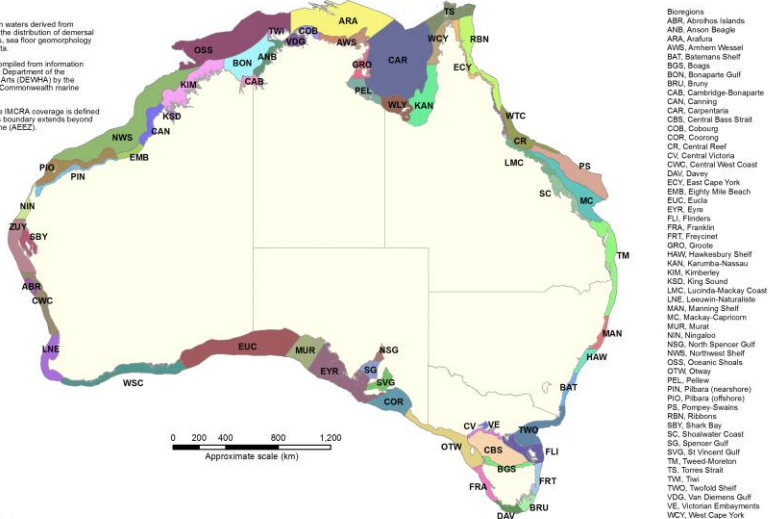 n waters derived from
the distribution of demersal
s, sea floor geomorphology
ta.
ompiled from information
Department of the
Arts (DEWHA) by the
Commonwealth marine
e IMCRA coverage is defined
s boundary extends beyond
ne (AEEZ).
TS
ARA
TWI
COB
VDG
AWS
WCY
RBN
OSS
BON
ANB
GRO
CAR
ECY
KIM
CAB
PEL
WLY
KAN
KSD
WTC
NWS
CAN
CR
EMB
LMC
PS
PIO
PIN
SC
MC
NIN
ZUY
SBY
TM
ABR
CWC
MAN
LNE
EUC
MUR
NSG
HAW
EYR
SG
SVG
WSC
COR
BAT
0 200 400 800 1,200
Approximate scale (km)
CV
VE
TWO
OTW
CBS
FLI
BGS
FRA
FRT
DAV
BRU
Bioregions
ABR, Abrolhos Islands
ANB, Anson Beagle
ARA, Arafura
AWS, Arnhem Wessel
BAT, Batemans Shelf
BGS, Boags
BON, Bonaparte Gulf
BRU, Bruny
CAB, Cambridge-Bonaparte
CAN, Canning
CAR, Carpentaria
CBS, Central Bass Strait
COB, Cobourg
COR, Coorong
CR, Central Reef
CV, Central Victoria
CWC, Central West Coast
DAV, Davey
ECY, East Cape York
EMB, Eighty Mile Beach
EUC, Eucla
EYR, Eyre
FLI, Flinders
FRA, Franklin
FRT, Freycinet
GRO, Groote
HAW, Hawkesbury Shelf
KAN, Karumba-Nassau
KIM, Kimberley
KSD, King Sound
LMC, Lucinda-Mackay Coast
LNE, Leeuwin-Naturaliste
MAN, Manning Shelf
MC, Mackay-Capricorn
MUR, Murat
NIN, Ningaloo
NSG, North Spencer Gulf
NWS, Northwest Shelf
OSS, Oceanic Shoals
OTW, Otway
PEL, Pellew
PIN, Pilbara (nearshore)
PIO, Pilbara (offshore)
PS, Pompey-Swains
RBN, Ribbons
SBY, Shark Bay
SC, Shoalwater Coast
SG, Spencer Gulf
SVG, St Vincent Gulf
TM, Tweed-Moreton
TS, Torres Strait
TWI, Tiwi
TWO, Twofold Shelf
VDG, Van Diemens Gulf
VE, Victorian Embayments
WCY, West Cape York